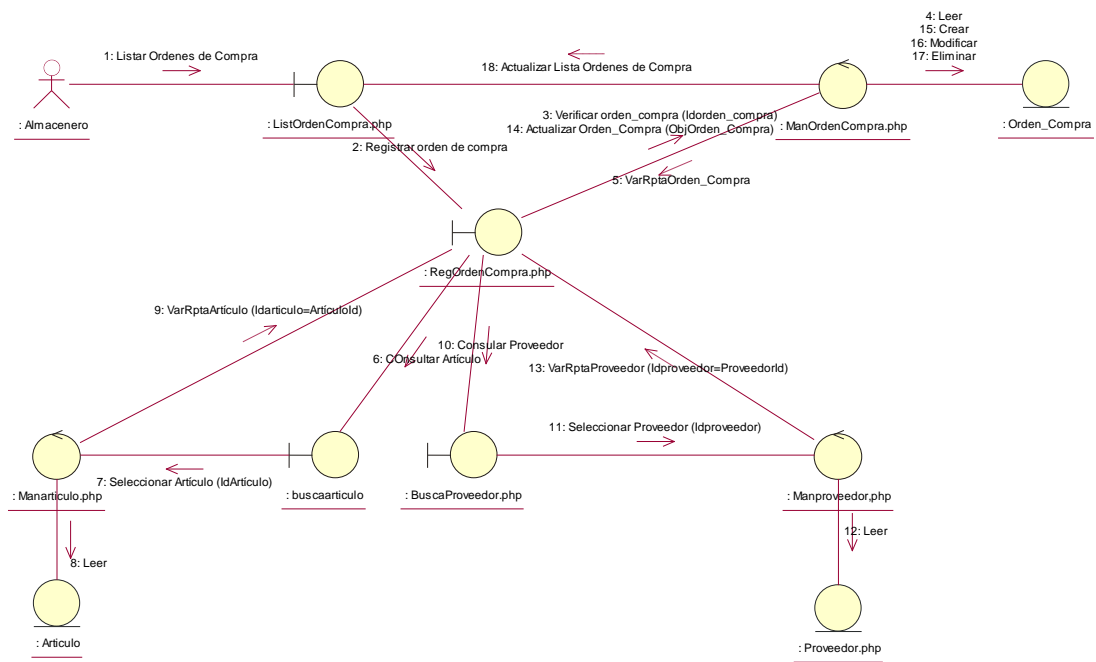 4: Leer
15: Crear
16: Modificar
17: Eliminar
1: Listar Ordenes de Compra
18: Actualizar Lista Ordenes de Compra
: Almacenero
: ListOrdenCompra.php
3: Verificar orden_compra (Idorden_compra)
14: Actualizar Orden_Compra (ObjOrden_Compra)
: ManOrdenCompra.php
: Orden_Compra
2: Registrar orden de compra
5: VarRptaOrden_Compra
: RegOrdenCompra.php
9: VarRptaArtículo (Idarticulo=ArtículoId)
10: Consular Proveedor
6: COnsultar Artículo
13: VarRptaProveedor (Idproveedor=ProveedorId)
11: Seleccionar Proveedor (Idproveedor)
7: Seleccionar Artículo (IdArtículo)
: Manartículo.php
: buscaarticulo
: BuscaProveedor.php
: Manproveedor,php
12: Leer
8: Leer
: Articulo
: Proveedor.php